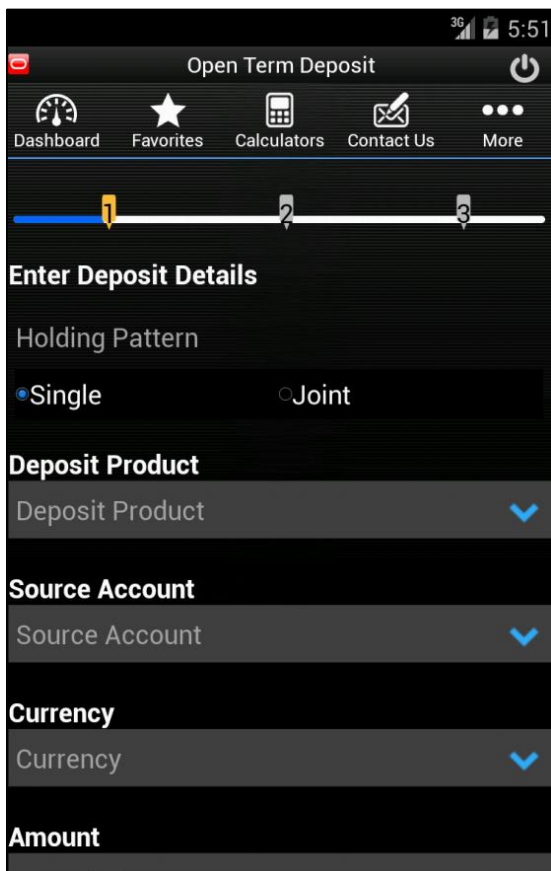 3G 5:51
Open Term Deposit
Dashboard Favorites Calculators Contact Us More
1 2 3
Enter Deposit Details
Holding Pattern
Single Joint
Deposit Product
Deposit Product
Source Account
Source Account
Currency
Currency
Amount